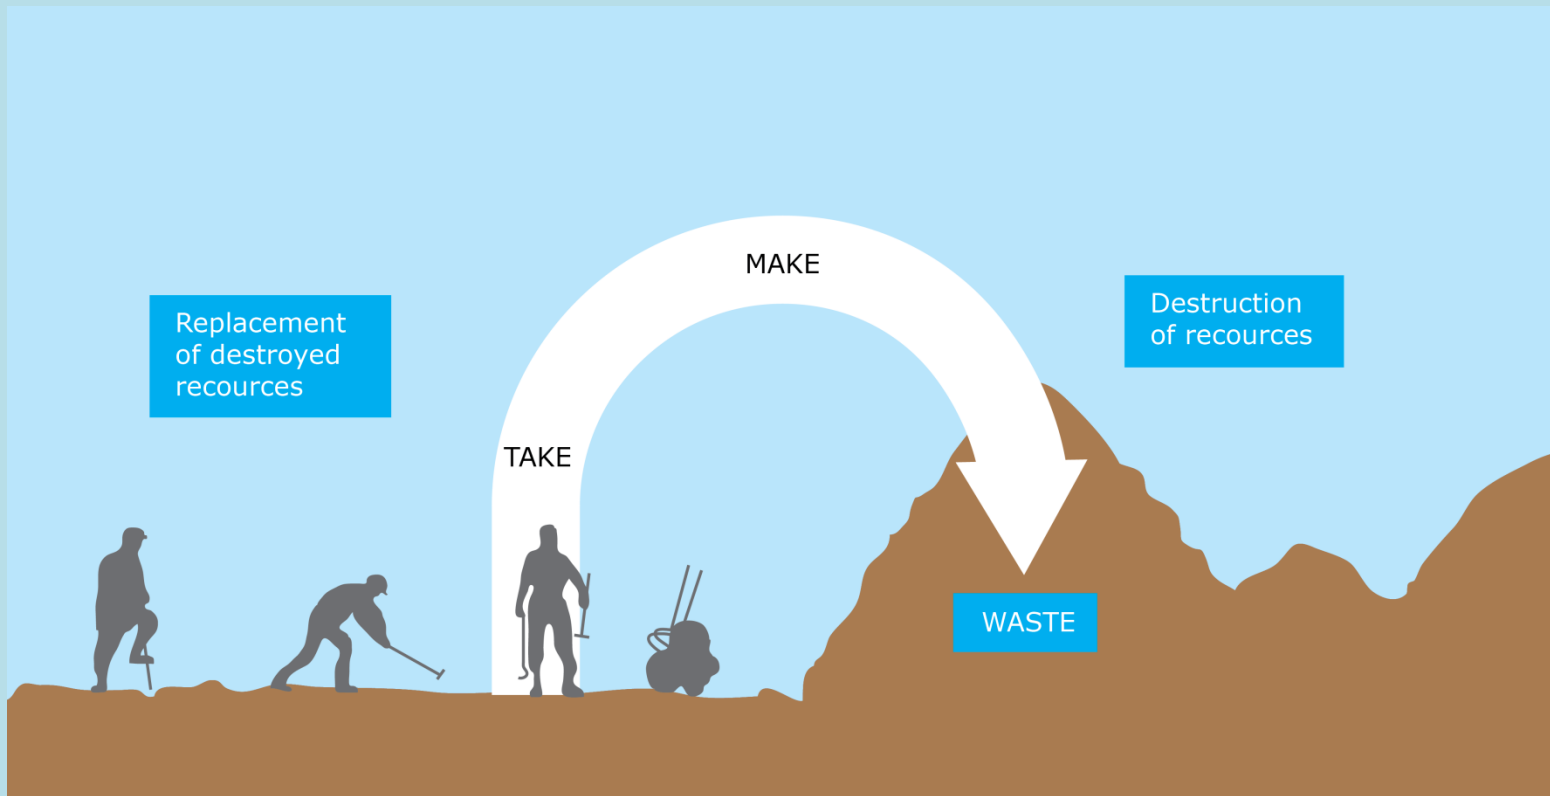 MAKE
Destruction
of recources
Replacement
of destroyed
recources
TAKE
WASTE